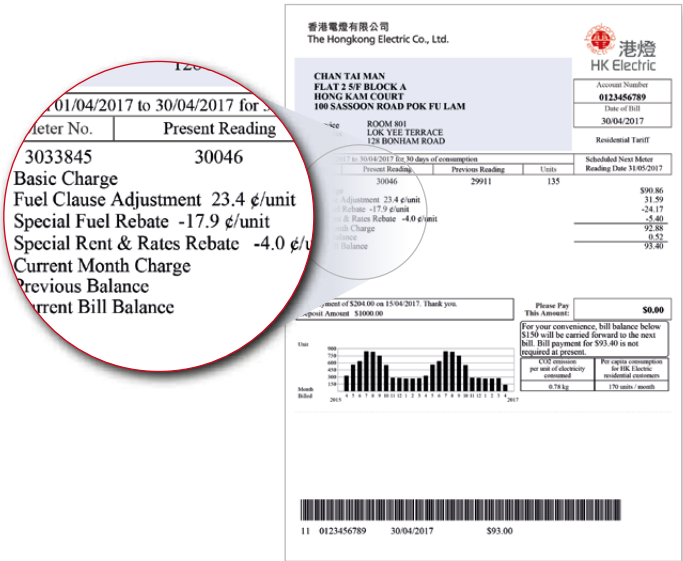 香港電燈有限公司
The Hongkong Electric Co., Ltd.
港燈
HK Electric
CHAN TAI MAN
FLAT 2 5/F BLOCK A
HONG KAM COURT
100 SASSOON ROAD POK FU LAM
Account Number
0123456789
Date of Bill
30/04/2017
Residential Tariff
ROOM 801
LOK YEE TERRACE
128 BONHAM ROAD
01/04/2017 to 30/04/2017 for
Meter No. Present Reading
3033845 30046
Basic Charge
Fuel Clause Adjustment 23.4 ¢/unit
Special Fuel Rebate -17.9 ¢/unit
Special Rent & Rates Rebate -4.0 ¢/u
Current Month Charge
Previous Balance
Current Bill Balance
2017 to 30/04/2017 for 30 days of consumption Scheduled Next Meter
Present Reading Previous Reading Units Reading Date 31/05/2017
30046 29911 135
$90.86
Adjustment 23.4 ¢/unit 31.59
Rebate -17.9 ¢/unit -24.17
& Rates Rebate -4.0 ¢/unit -5.40
Charge 92.88
0.52
Balance 93.40
ment of $204.00 on 15/04/2017. Thank you.
eposit Amount $1000.00
Please Pay
This Amount: $0.00
For your convenience, bill balance below
$150 will be carried forward to the next
bill. Bill payment for $93.40 is not
required at present.
CO2 emission
per unit of electricity
consumed
0.78 kg
Per capita consumption
for HK Electric
residential customers
170 units / month
Unit
900
750
600
450
300
150
Month
Billed
4 5 6 7 8 9 10 11 12 1 2 3 4 5 6 7 8 9 10 11 12 1 2 3 4
2015 2017
11 0123456789 30/04/2017 $93.00